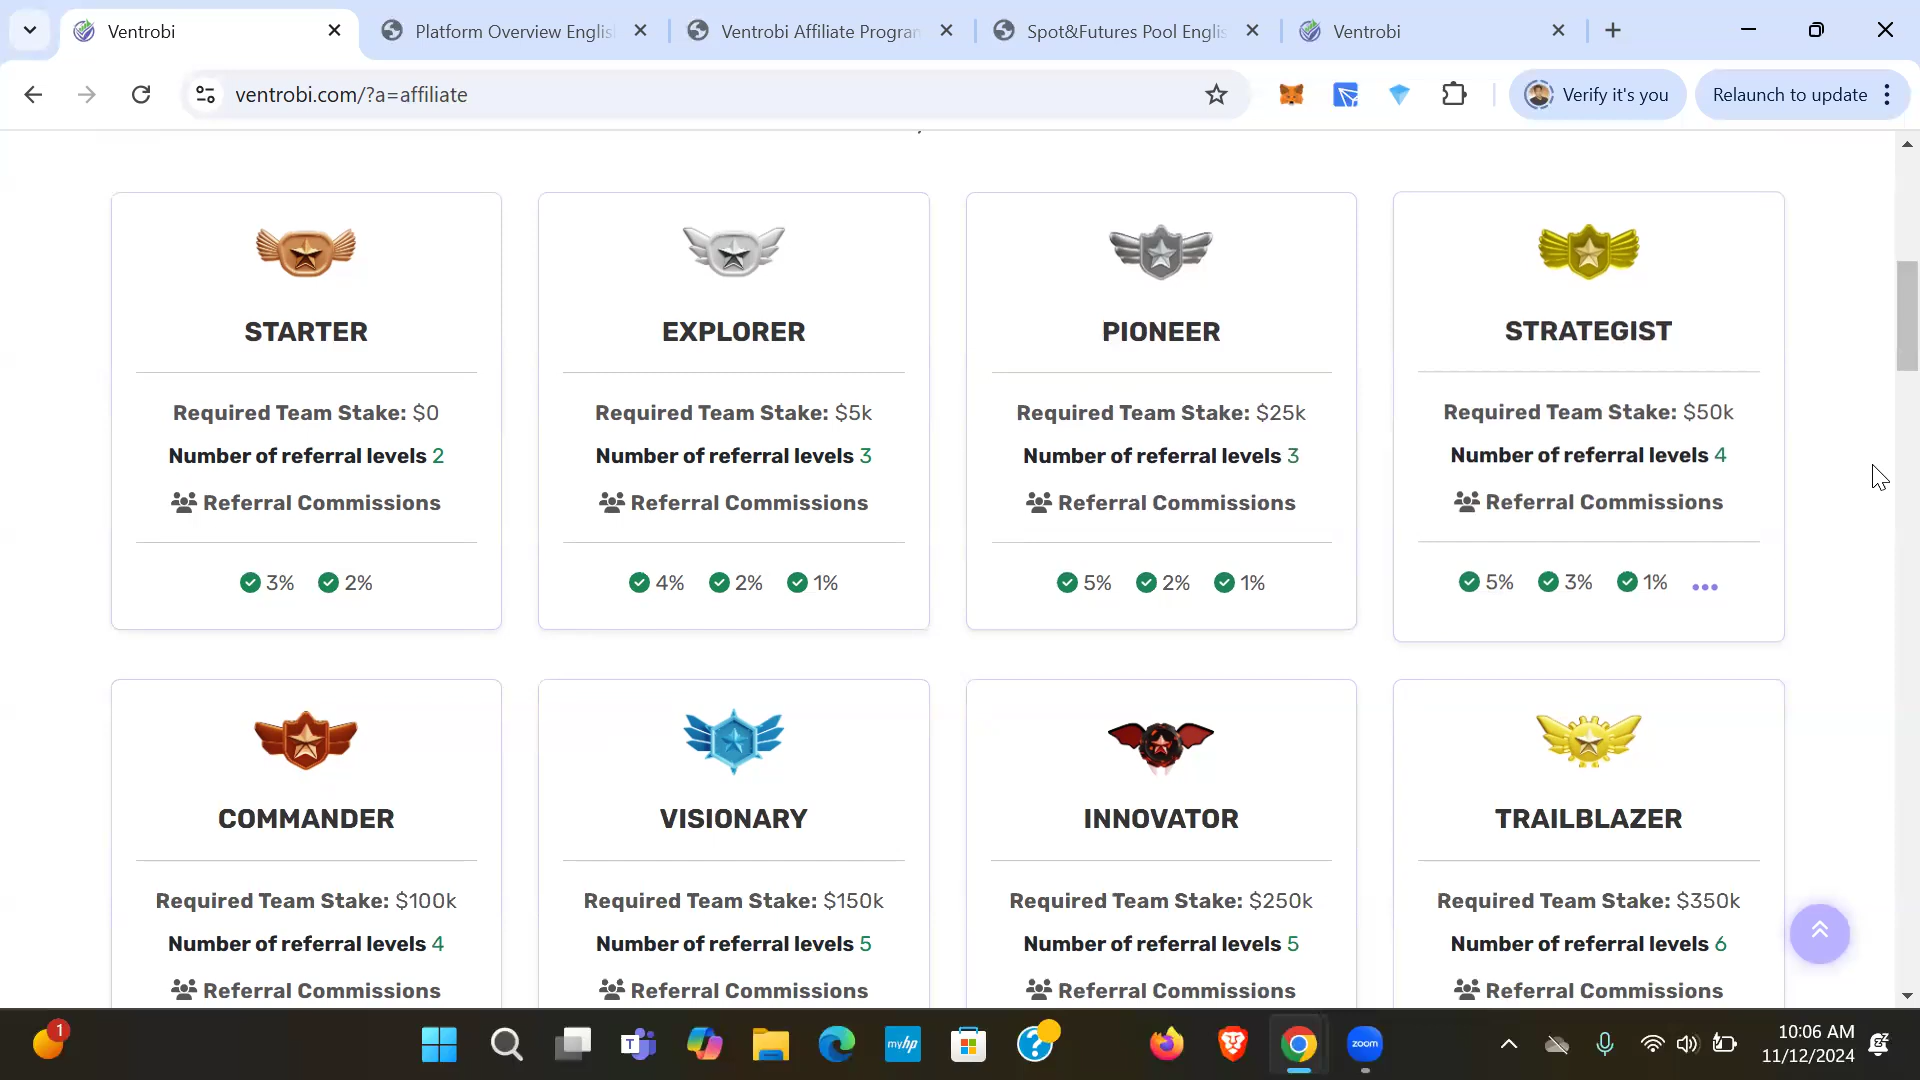 Ventrobi
Platform Overview Englis
Ventrobi Affiliate Progran
Spot&Futures Pool Englis
Ventrobi
ventrobi.com/?a=affiliate
Verify it's you
Relaunch to update
STARTER
Required Team Stake: $0
Number of referral levels 2
Referral Commissions
3% 2%
EXPLORER
Required Team Stake: $5k
Number of referral levels 3
Referral Commissions
4% 2% 1%
PIONEER
Required Team Stake: $25k
Number of referral levels 3
Referral Commissions
5% 2% 1%
STRATEGIST
Required Team Stake: $50k
Number of referral levels 4
Referral Commissions
5% 3% 1% •••
COMMANDER
Required Team Stake: $100k
Number of referral levels 4
Referral Commissions
VISIONARY
Required Team Stake: $150k
Number of referral levels 5
Referral Commissions
INNOVATOR
Required Team Stake: $250k
Number of referral levels 5
Referral Commissions
TRAILBLAZER
Required Team Stake: $350k
Number of referral levels 6
Referral Commissions
1
T
myhp
?
zoom
10:06 AM
11/12/2024